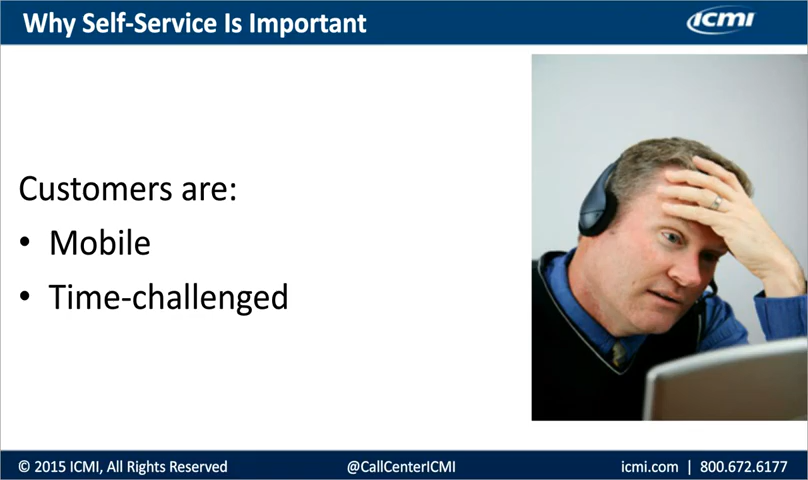 Why Self-Service Is Important
icmi
Customers are:
• Mobile
• Time-challenged
© 2015 ICMI, All Rights Reserved
@CallCenterICMI
icmi.com | 800.672.6177